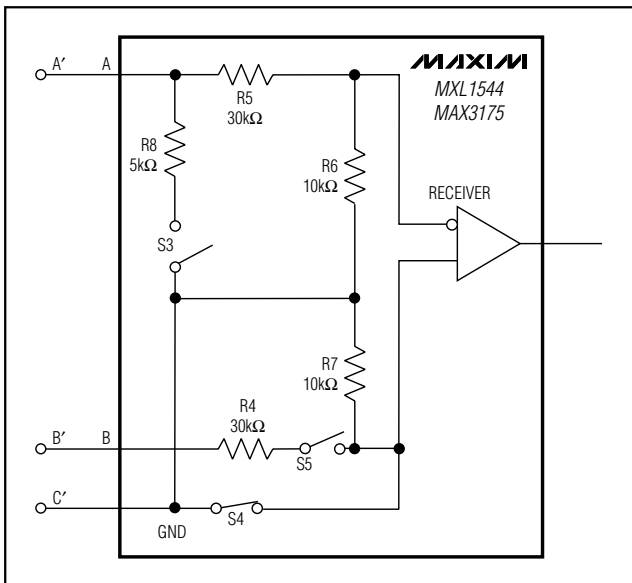 A′ A
MAXIM
MXL1544
MAX3175
R5
30kΩ
R8
5kΩ
R6
10kΩ
RECEIVER
S3
R7
10kΩ
R4
30kΩ
B′ B
S5
C′
S4
GND